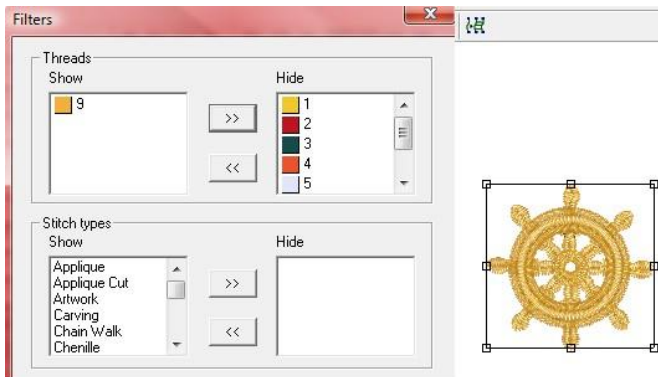 Filters
Threads
Show
Hide
9
>>
<<
1
2
3
4
5
Stitch types
Show
Hide
Applique
Applique Cut
Artwork
Carving
Chain Walk
Chenille
>>
<<